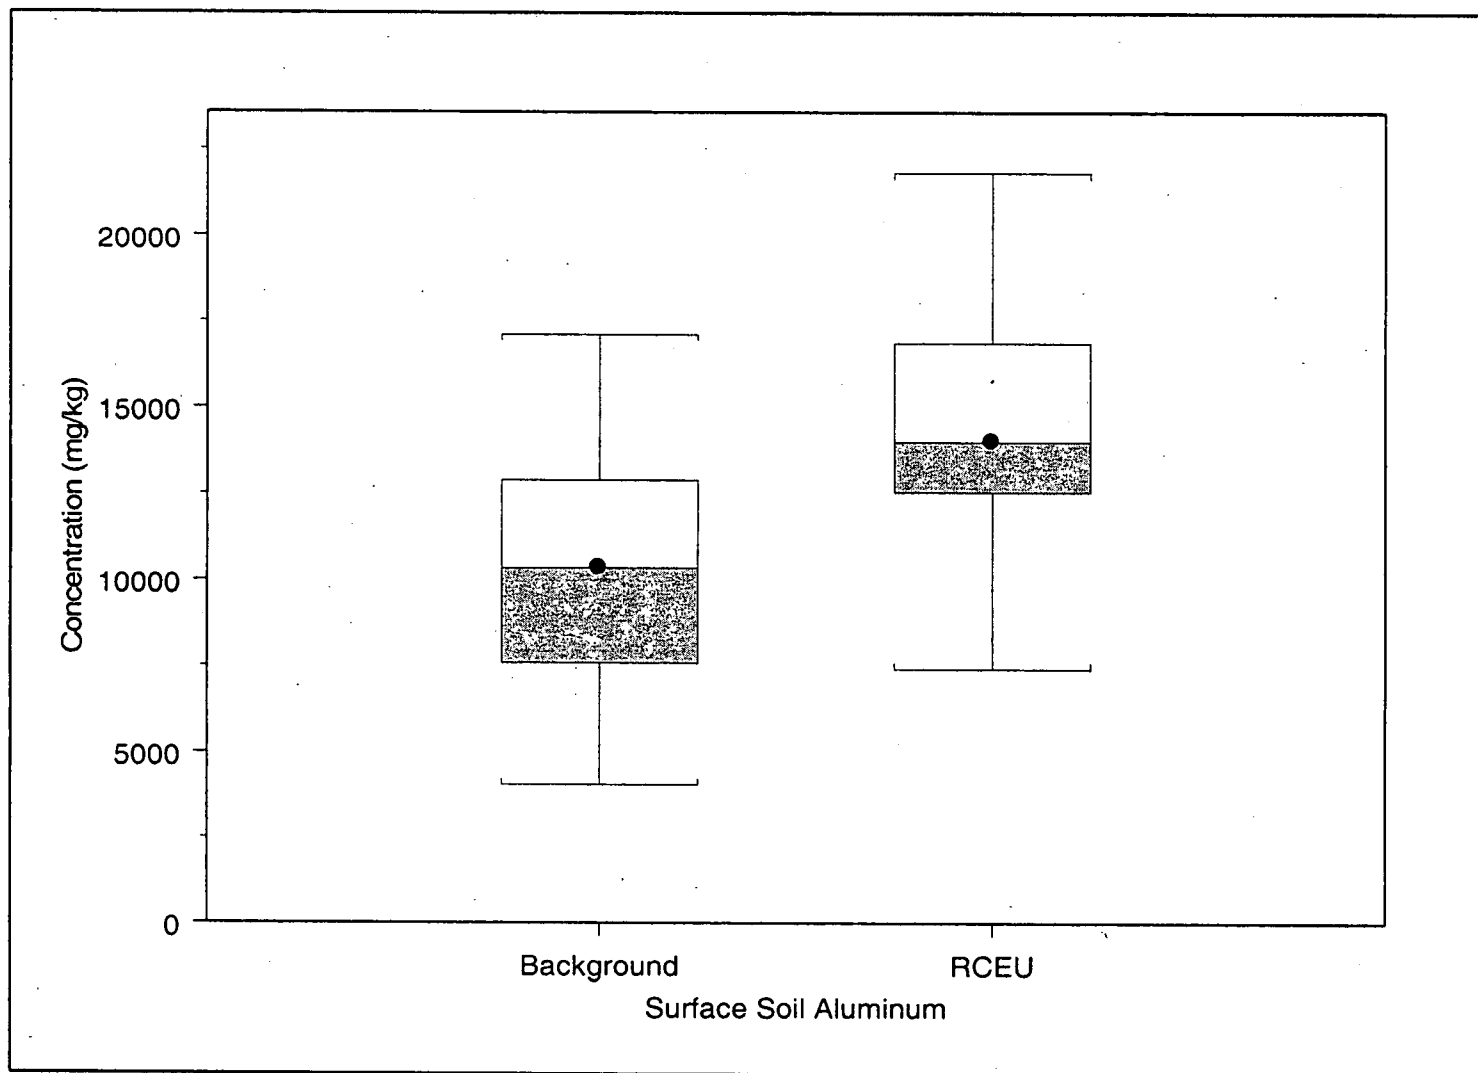 20000
15000
10000
5000
0
Concentration (mg/kg)
Background RCEU
Surface Soil Aluminum